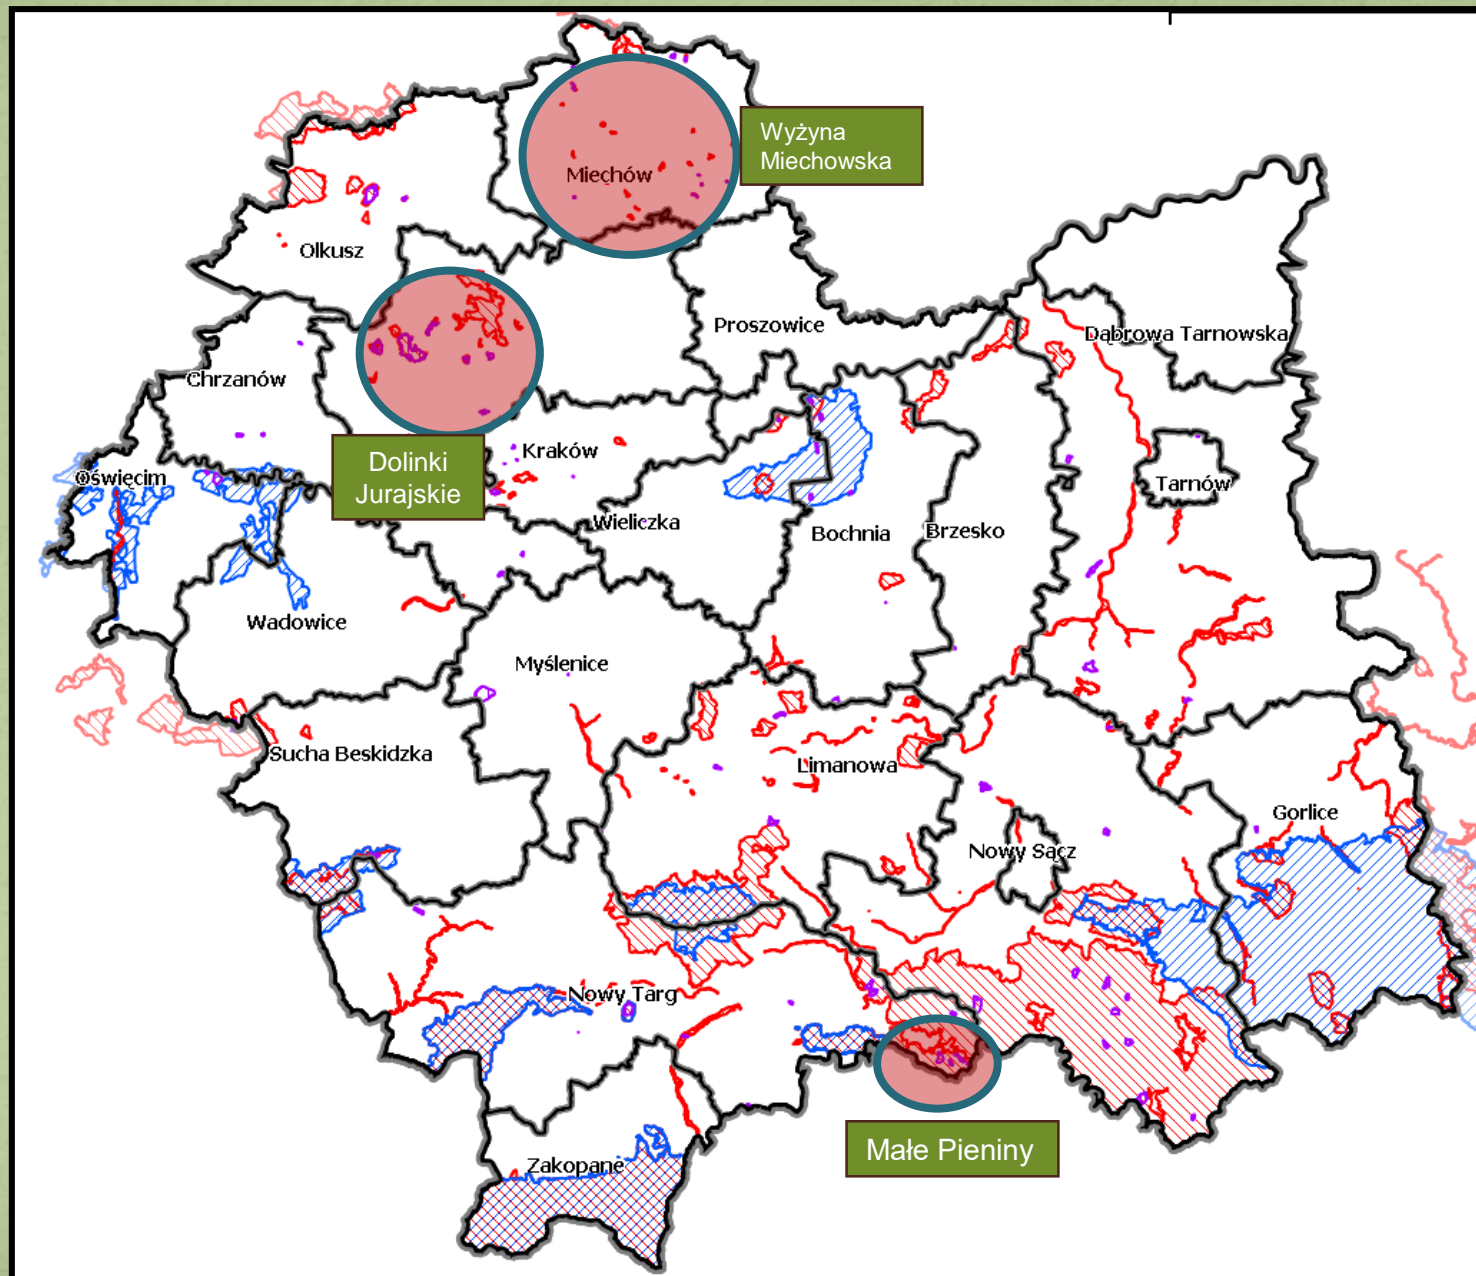 Wyżyna
Miechowska
Miechów
Olkusz
Proszowice
Dąbrowa Tarnowska
Chrzanów
Dolinki
Jurajskie
Kraków
Oświęcim
Tarnów
Wieliczka
Bochnia
Brzesko
Wadowice
Myślenice
Sucha Beskidzka
Limanowa
Gorlice
Nowy Sącz
Nowy Targ
Małe Pieniny
Zakopane